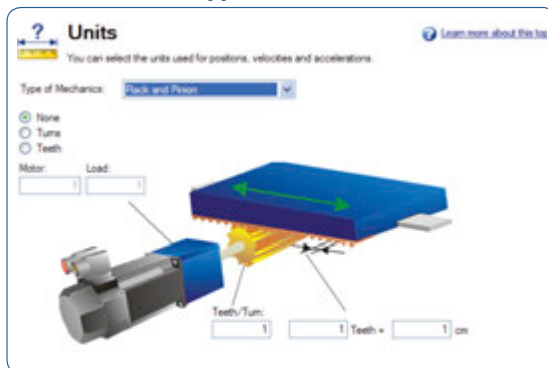 ?
Units
Learn more about this top
You can select the units used for positions, velocities and accelerations.
Type of Mechanics: Rack and Pinion
None
Turns
Teeth
Motor: Load:
1 1
Teeth/Turn:
1 1 Teeth = 1 cm